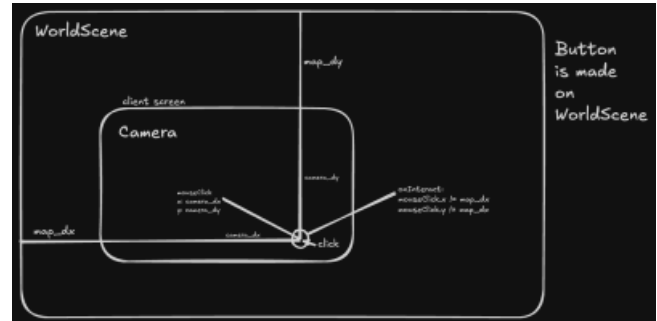 WorldScene
map_dy
Button
is made
on
WorldScene
client screen
Camera
camera_dy
mouseClick
x: camera_dx
y: camera_dy
onInteract:
mouseClick.x != map_dx
mouseClick.y != map_dx
map_dx
camera_dx
click